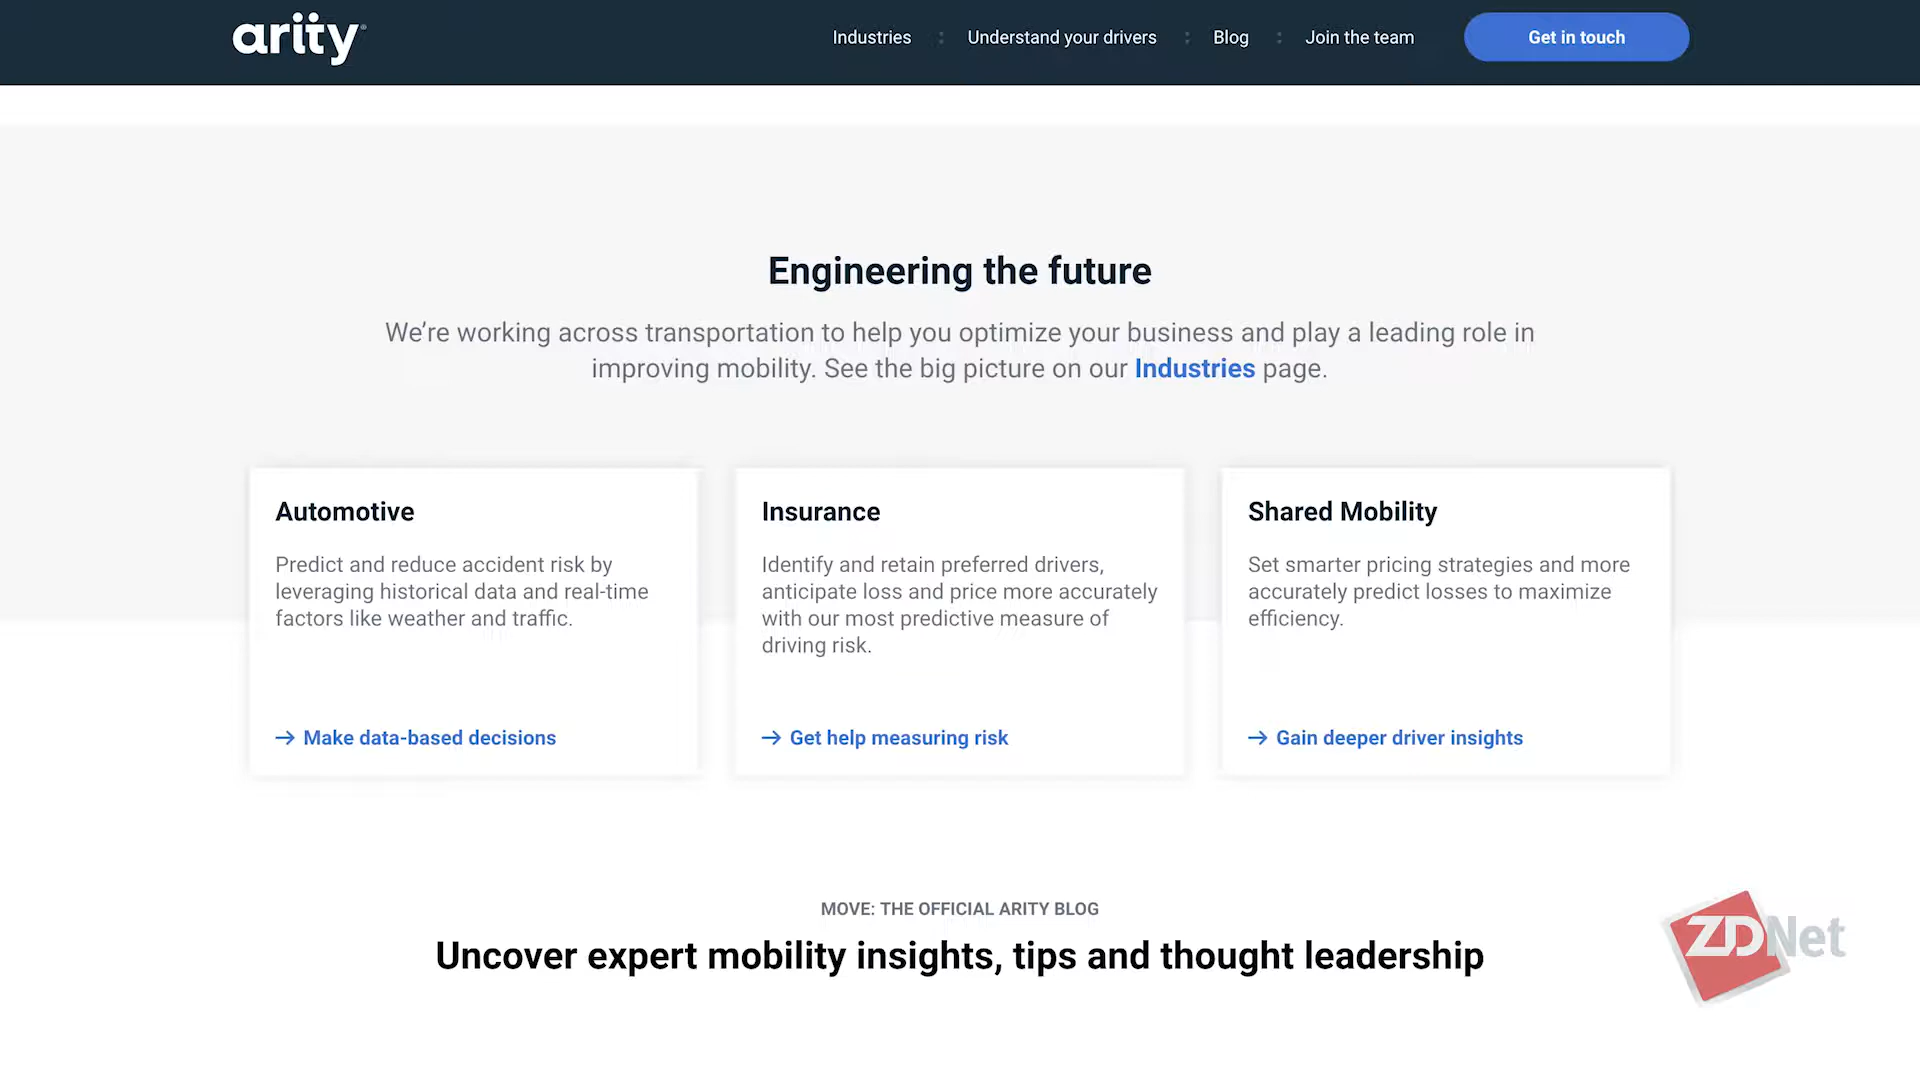 arity
Industries : Understand your drivers : Blog : Join the team
Get in touch
Engineering the future
We’re working across transportation to help you optimize your business and play a leading role in
improving mobility. See the big picture on our Industries page.
Automotive
Predict and reduce accident risk by
leveraging historical data and real-time
factors like weather and traffic.
→ Make data-based decisions
Insurance
Identify and retain preferred drivers,
anticipate loss and price more accurately
with our most predictive measure of
driving risk.
→ Get help measuring risk
Shared Mobility
Set smarter pricing strategies and more
accurately predict losses to maximize
efficiency.
→ Gain deeper driver insights
MOVE: THE OFFICIAL ARITY BLOG
Uncover expert mobility insights, tips and thought leadership
ZDNet